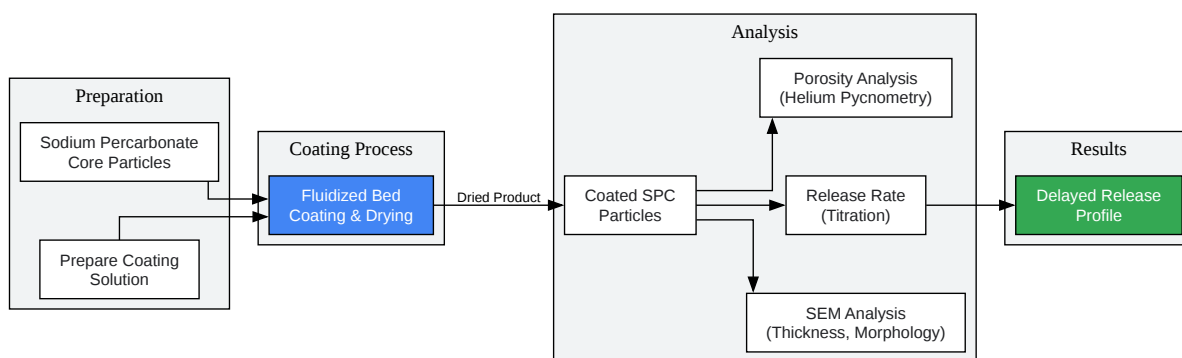 Preparation
Sodium Percarbonate
Core Particles
Prepare Coating
Solution
Coating Process
Fluidized Bed
Coating & Drying
Dried Product
Analysis
Coated SPC
Particles
Porosity Analysis
(Helium Pycnometry)
Release Rate
(Titration)
SEM Analysis
(Thickness, Morphology)
Results
Delayed Release
Profile